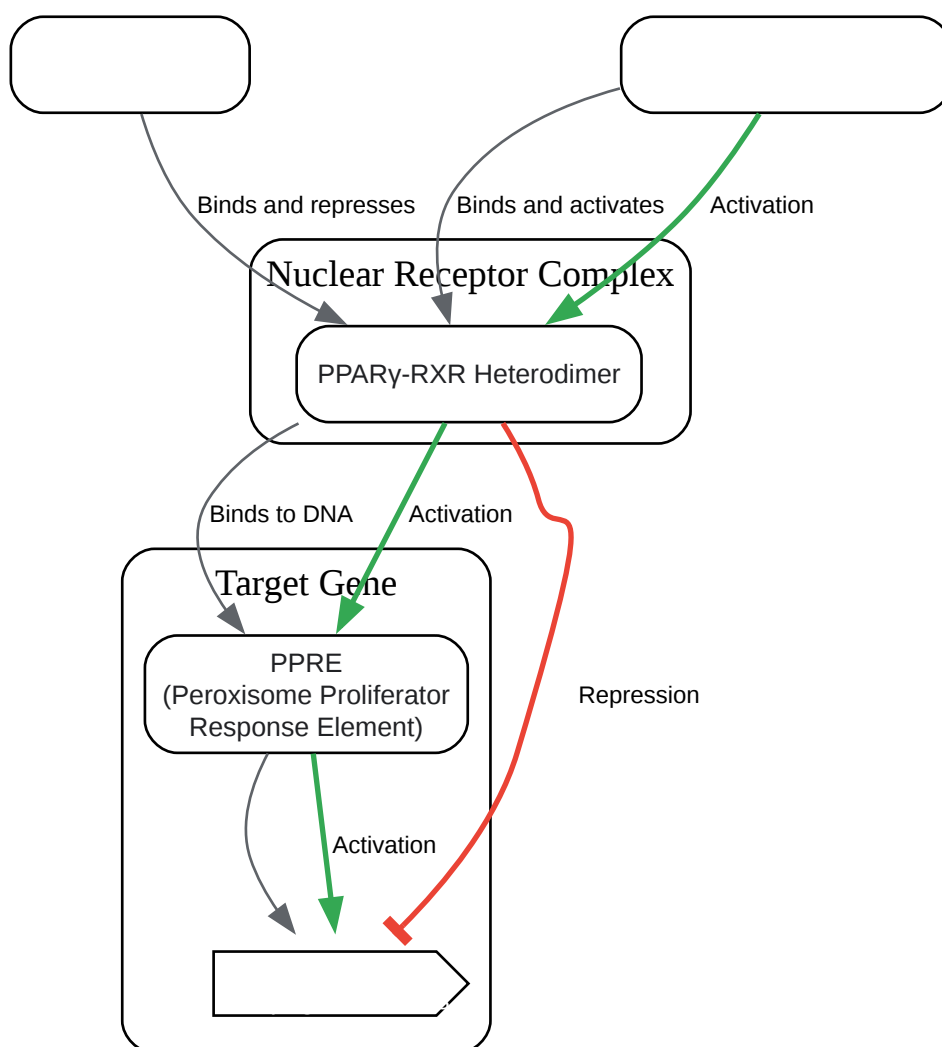 Binds and represses
Binds and activates
Activation
Nuclear Receptor Complex
PPARγ-RXR Heterodimer
Binds to DNA
Activation
Target Gene
PPRE
(Peroxisome Proliferator
Response Element)
Repression
Activation